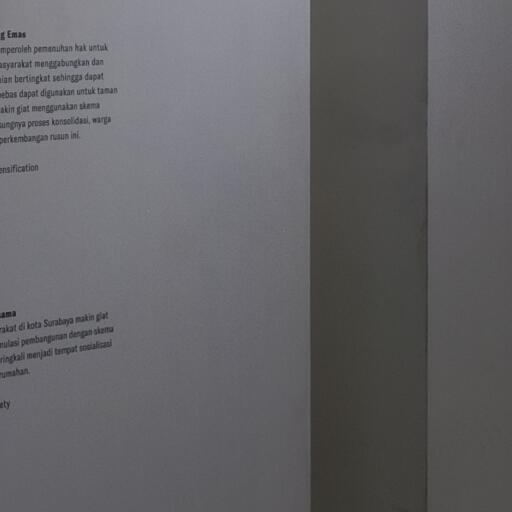 g Emas
mperoleh pemenuhan hak untuk
asyarakat menggabungkan dan
ian bertingkat sehingga dapat
ebas dapat digunakan untuk taman
akin giat menggunakan skema
sungnya proses konsolidasi, warga
perkembangan rusun ini.
ensification
ama
rakat di kota Surabaya makin giat
mulasi pembangunan dengan skema
ringkali menjadi tempat sosialisasi
rumahan.
ety